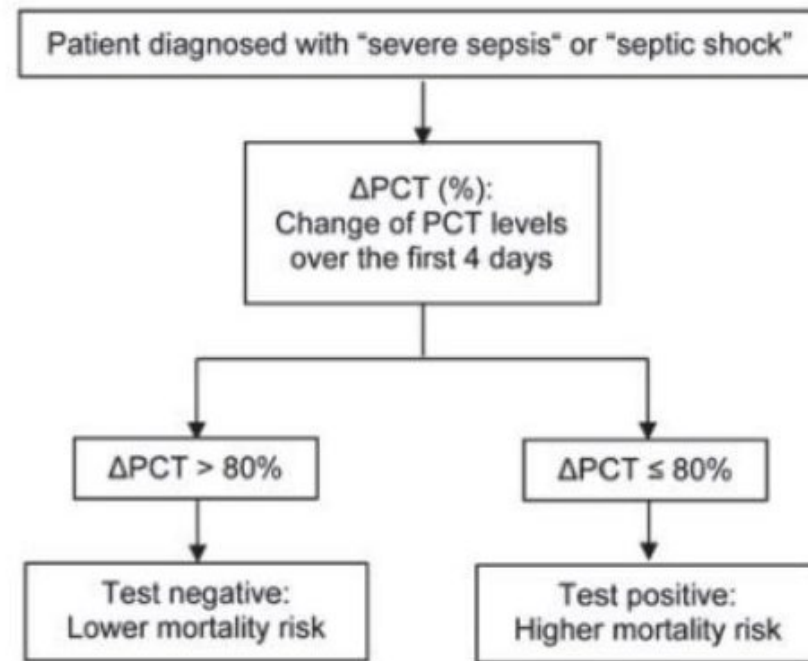 Patient diagnosed with “severe sepsis“ or “septic shock”
ΔPCT (%):
Change of PCT levels
over the first 4 days
ΔPCT > 80%
ΔPCT ≤ 80%
Test negative:
Lower mortality risk
Test positive:
Higher mortality risk